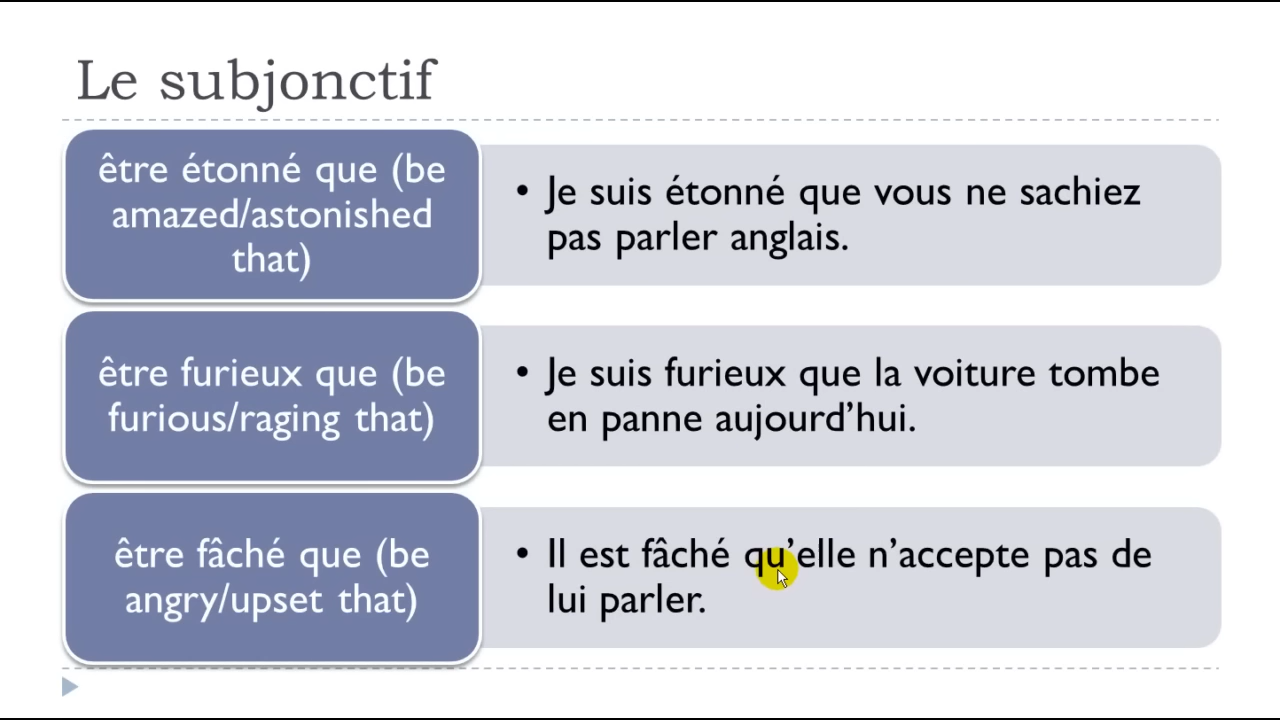 Le subjonctif
être étonné que (be
amazed/astonished
that)
• Je suis étonné que vous ne sachiez
pas parler anglais.
être furieux que (be
furious/raging that)
• Je suis furieux que la voiture tombe
en panne aujourd’hui.
être fâché que (be
angry/upset that)
• Il est fâché qu’elle n’accepte pas de
lui parler.